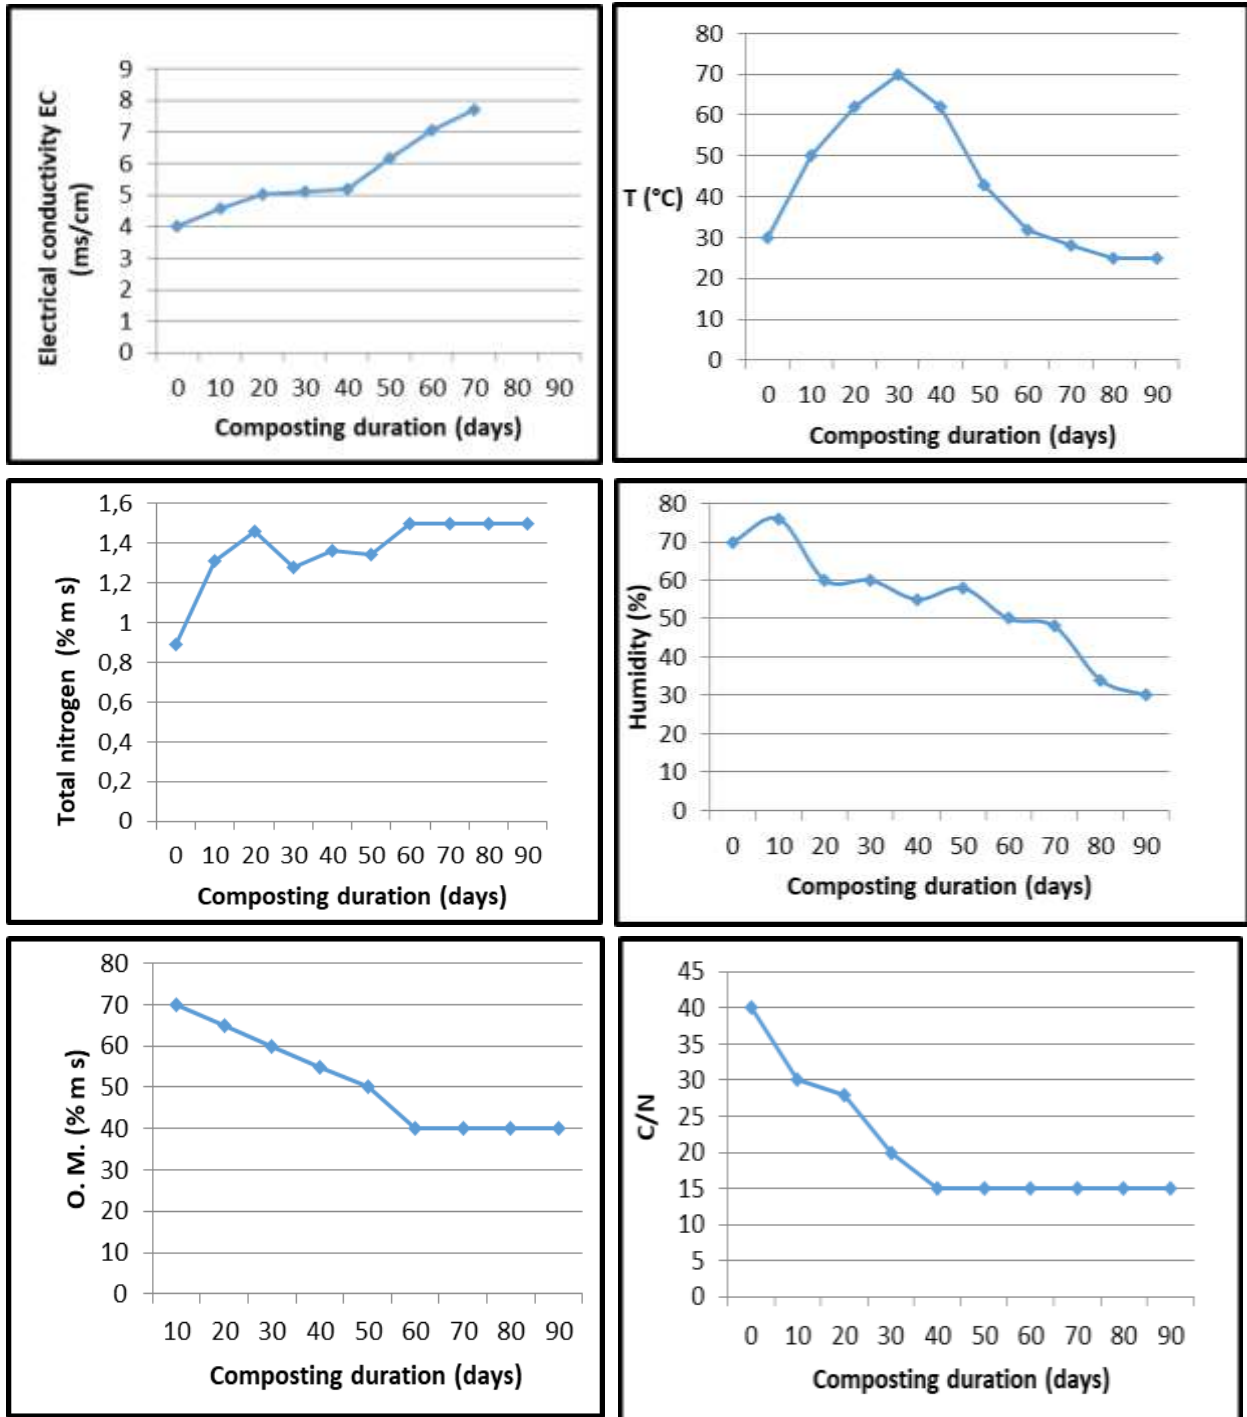 Electrical conductivity EC
(ms/cm)
9
8
7
6
5
4
3
2
1
0
0 10 20 30 40 50 60 70 80 90
Composting duration (days)
T (°C)
80
70
60
50
40
30
20
10
0
0 10 20 30 40 50 60 70 80 90
Composting duration (days)
Total nitrogen (% m s)
1,6
1,4
1,2
1
0,8
0,6
0,4
0,2
0
0 10 20 30 40 50 60 70 80 90
Composting duration (days)
Humidity (%)
80
70
60
50
40
30
20
10
0
0 10 20 30 40 50 60 70 80 90
Composting duration (days)
O. M. (% m s)
80
70
60
50
40
30
20
10
0
10 20 30 40 50 60 70 80 90
Composting duration (days)
C/N
45
40
35
30
25
20
15
10
5
0
0 10 20 30 40 50 60 70 80 90
Composting duration (days)